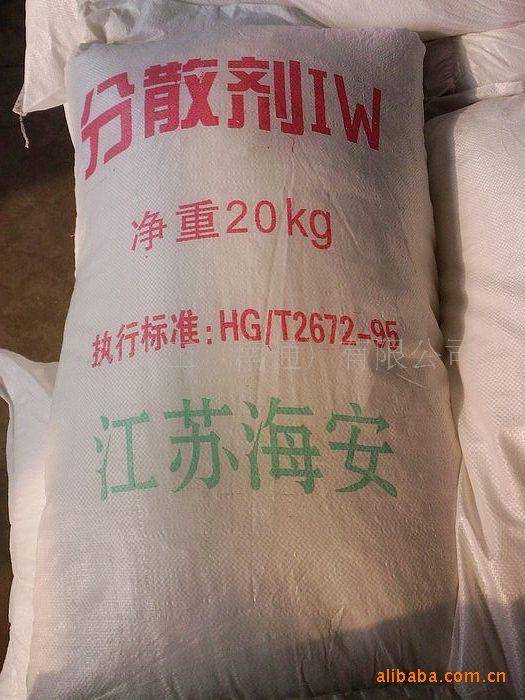 分散剂IW
净重20kg
执行标准：HG/T2672-95
有限公司
江苏海安
alibaba.com.cn